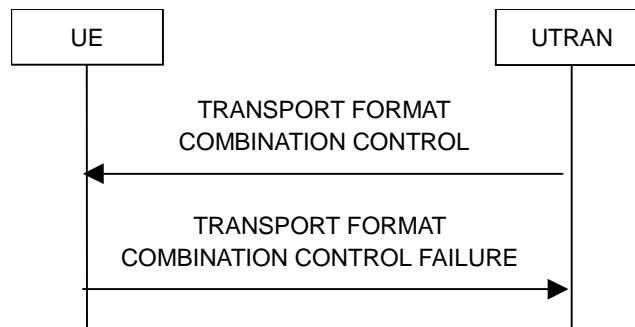 UE
UTRAN
TRANSPORT FORMAT
COMBINATION CONTROL
TRANSPORT FORMAT
COMBINATION CONTROL FAILURE